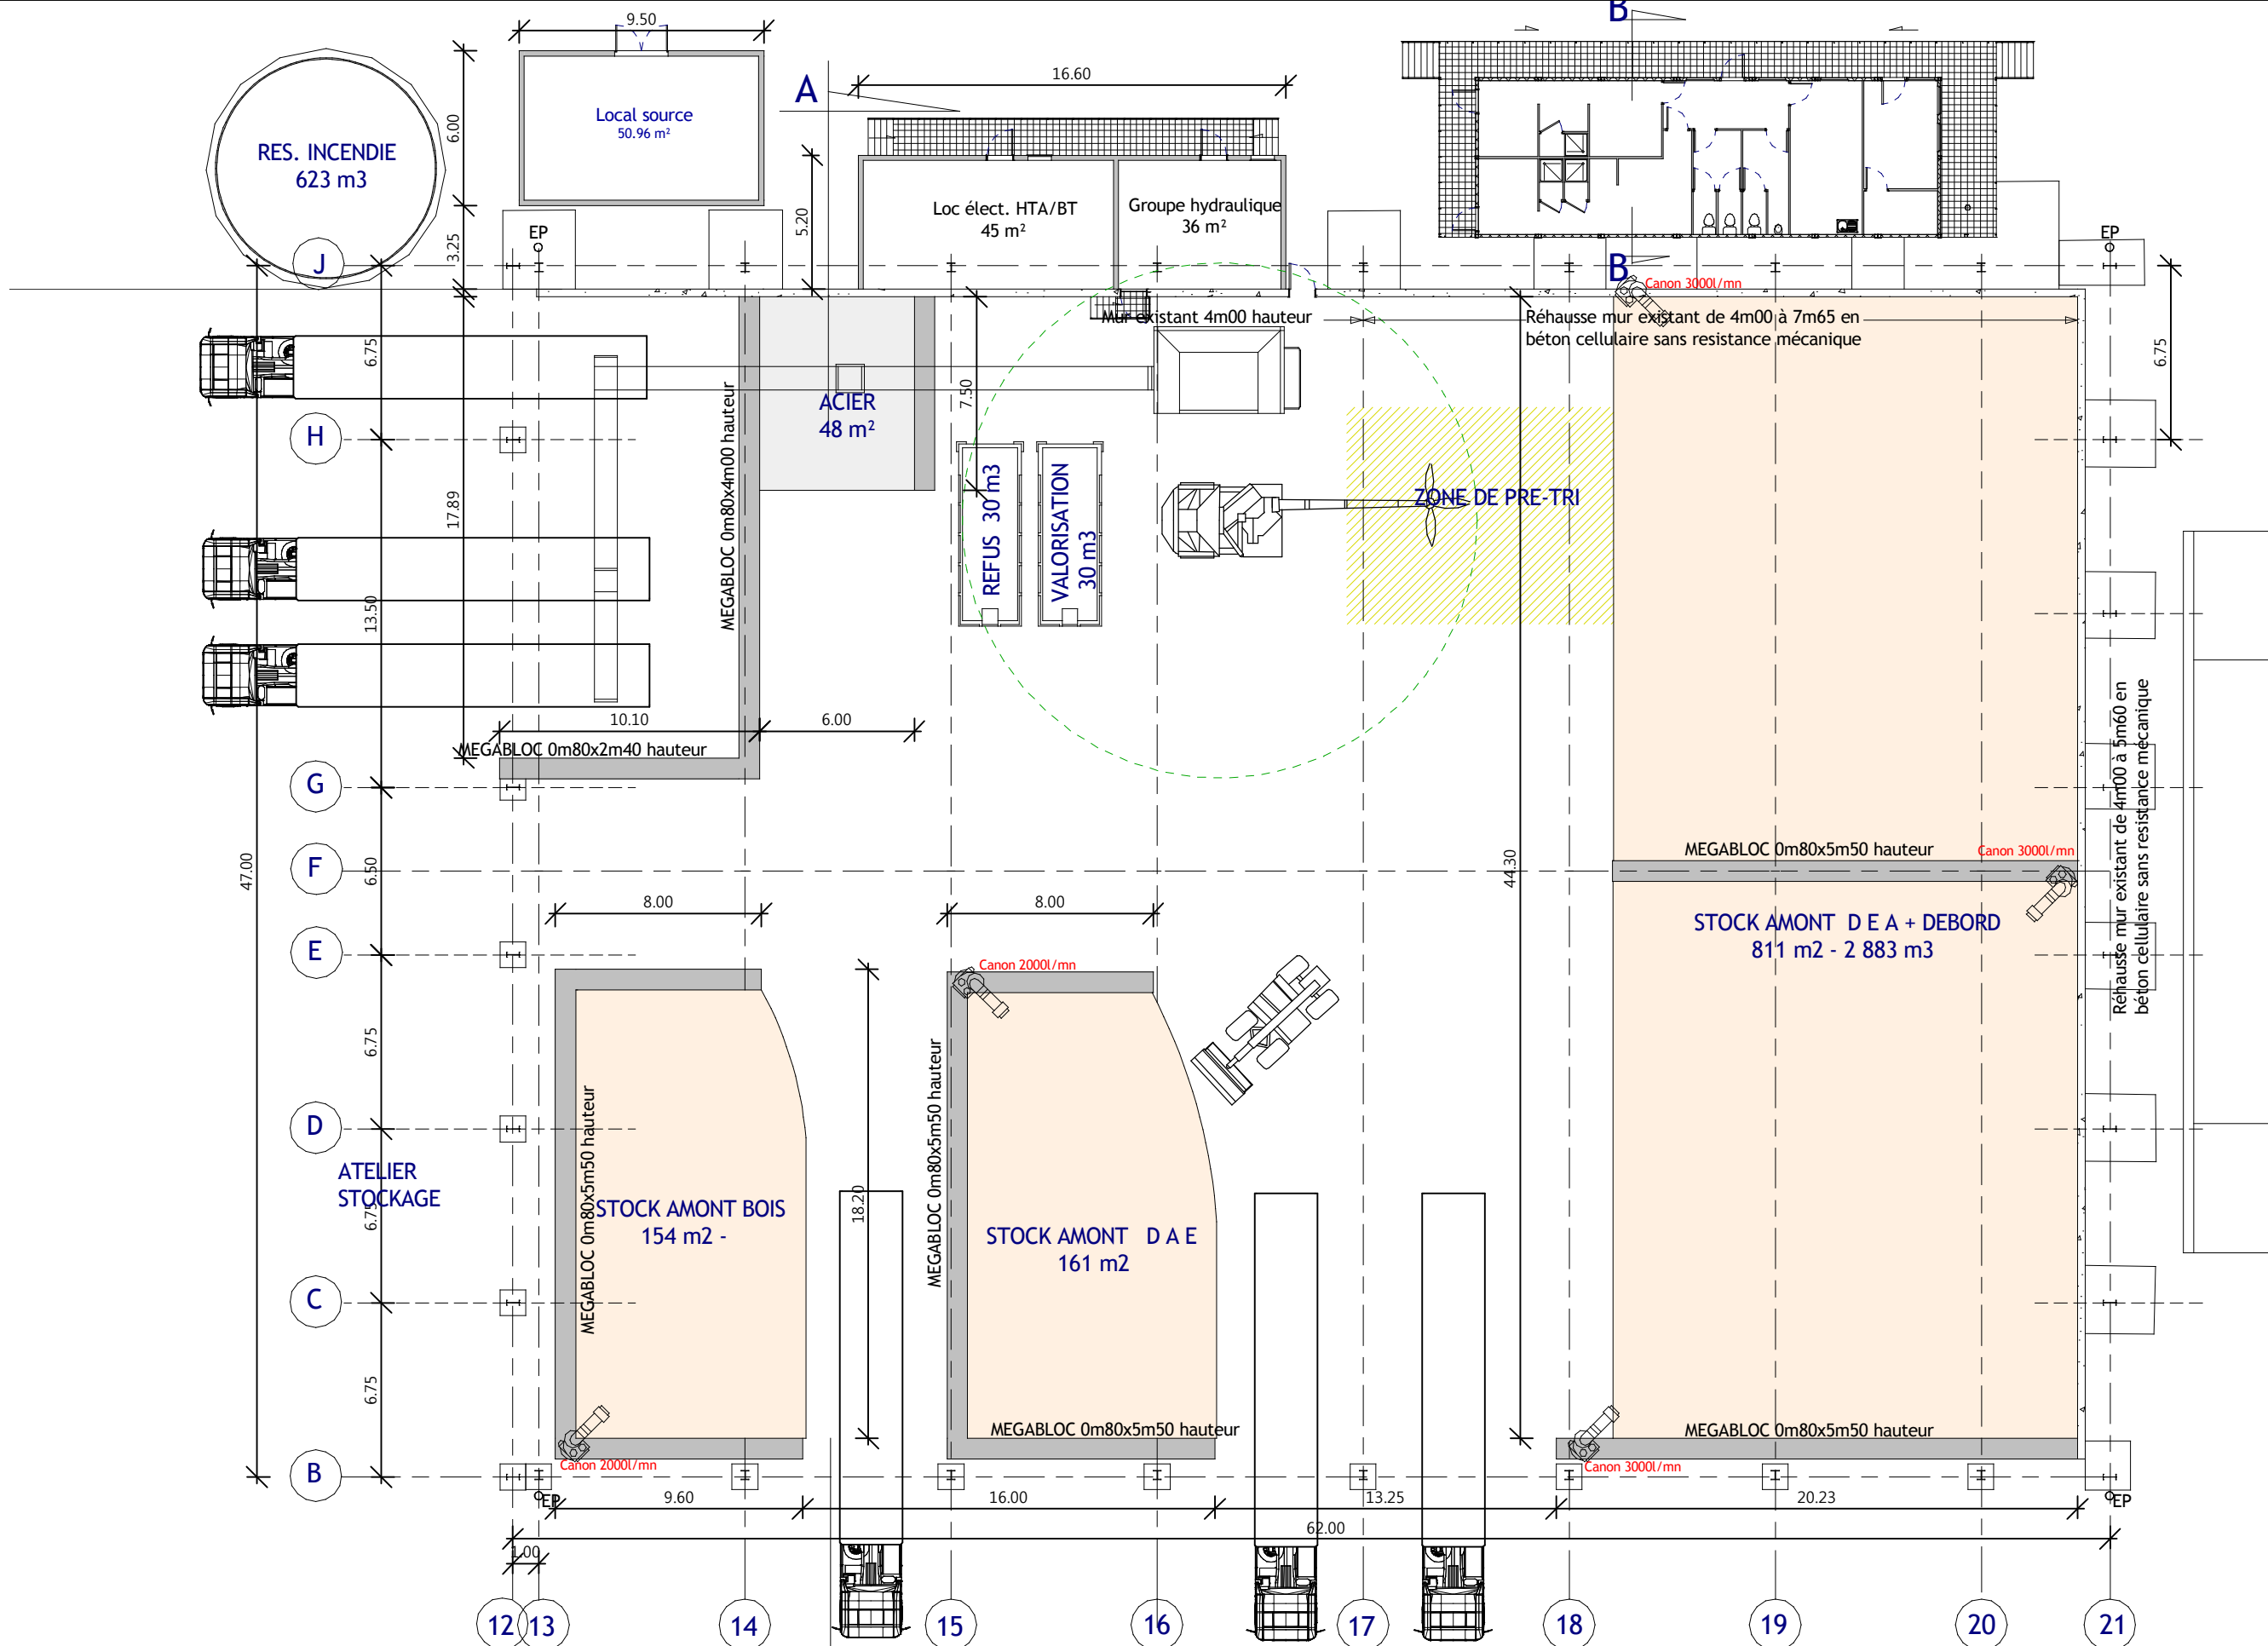 B
9.50
16.60
A
Local source
50.96 m²
6.00
RES. INCENDIE
623 m3
5.20
Loc élect. HTA/BT
45 m²
Groupe hydraulique
36 m²
3.25
EP
EP
J
B
Canon 3000l/mn
Mur existant 4m00 hauteur
Réhausse mur existant de 4m00 à 7m65 en
béton cellulaire sans resistance mécanique
6.75
6.75
7.50
ACIER
48 m²
MEGABLOC 0m80x4m00 hauteur
H
17.89
REFUS 30 m3
VALORISATION
30 m3
ZONE DE PRE-TRI
13.50
10.10
6.00
MEGABLOC 0m80x2m40 hauteur
G
Réhausse mur existant de 4m00 à 5m60 en
béton cellulaire sans resistance mécanique
47.00
F
6.50
44.30
MEGABLOC 0m80x5m50 hauteur
Canon 3000l/mn
8.00
8.00
STOCK AMONT D E A + DEBORD
811 m2 - 2 883 m3
E
Canon 2000l/mn
6.75
MEGABLOC 0m80x5m50 hauteur
MEGABLOC 0m80x5m50 hauteur
D
ATELIER
STOCKAGE
6.75
18.20
STOCK AMONT BOIS
154 m2 -
STOCK AMONT D A E
161 m2
C
6.75
MEGABLOC 0m80x5m50 hauteur
MEGABLOC 0m80x5m50 hauteur
Canon 2000l/mn
Canon 3000l/mn
B
EP
9.60
16.00
13.25
20.23
EP
62.00
1.00
12
13
14
15
16
17
18
19
20
21